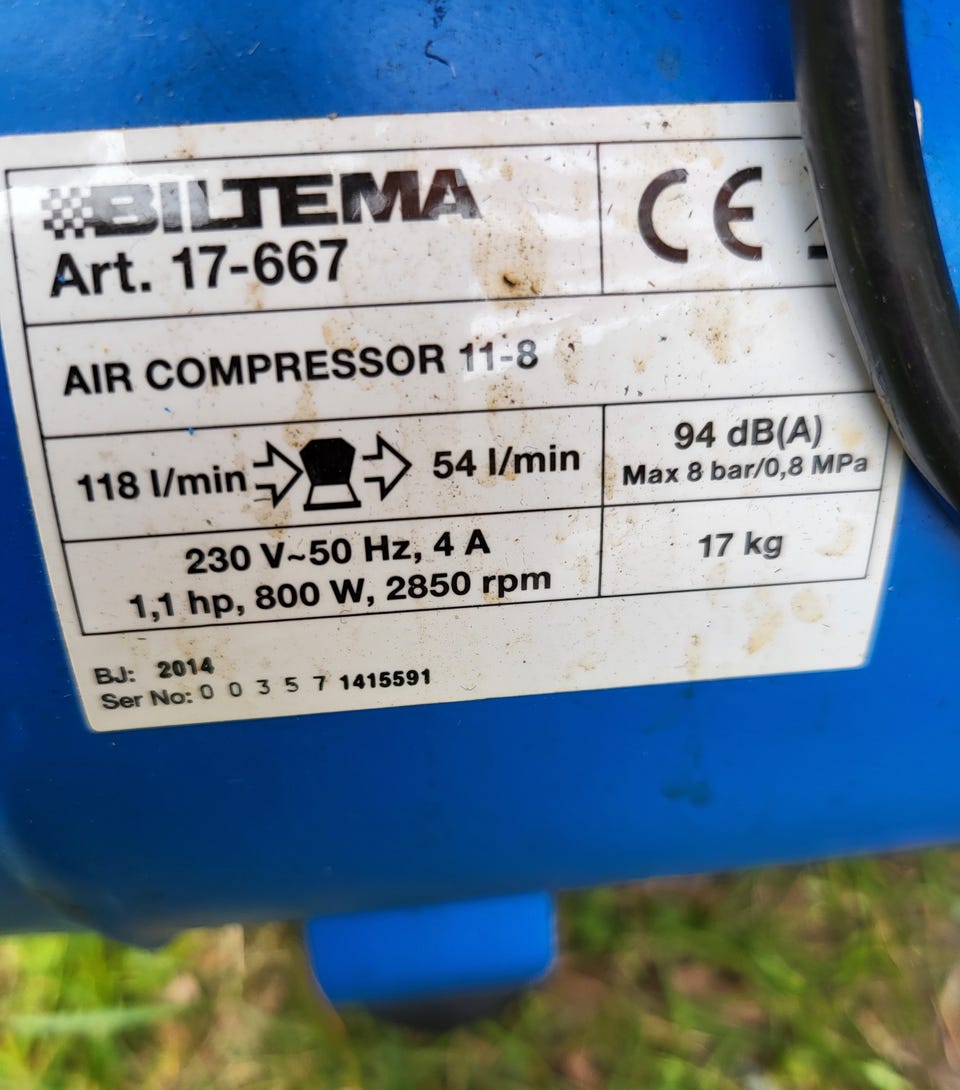 BILTEMA
Art. 17-667
CE
AIR COMPRESSOR 11-8
118 l/min 54 l/min
94 dB(A)
Max 8 bar/0,8 MPa
230 V~50 Hz, 4 A
1,1 hp, 800 W, 2850 rpm
17 kg
BJ: 2014
Ser No: 0 0 3 5 7 1415591